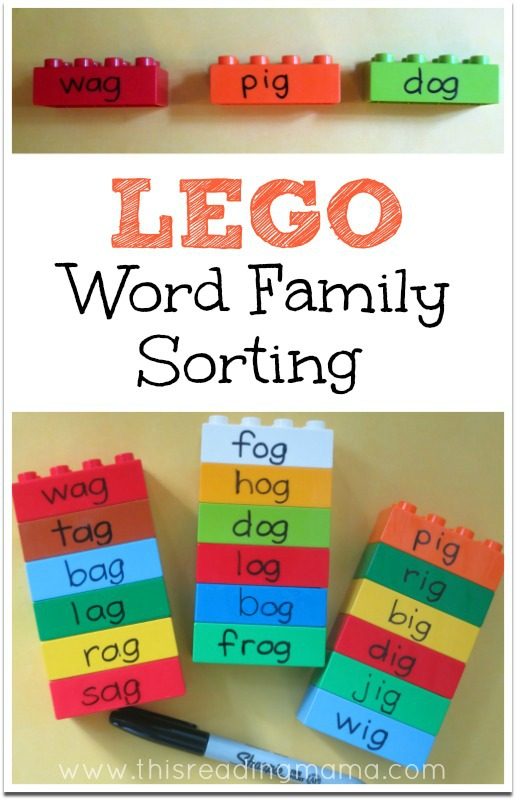 wag pig dog
LEGO
Word Family
Sorting
wag
tag
bag
lag
rag
sag
fog
hog
dog
log
bog
frog
pig
rig
big
dig
jig
wig
Sharpie
www.thisreadingmama.com